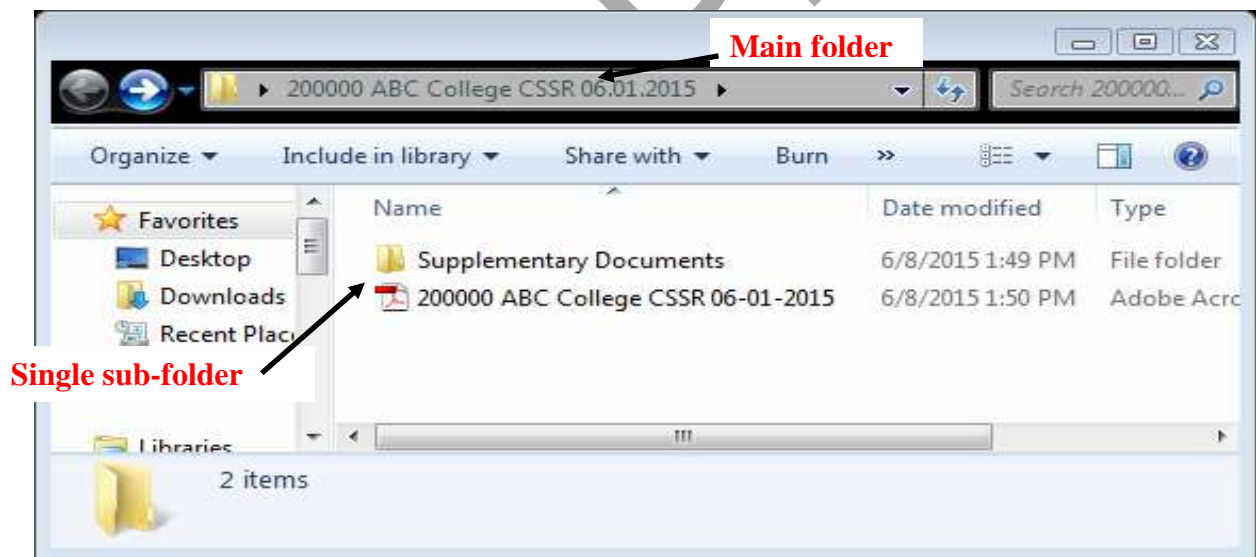 Main folder
200000 ABC College CSSR 06.01.2015
Search 200000...
Organize Include in library Share with Burn »
Name Date modified Type
Favorites
Desktop
Downloads
Recent Plac
Supplementary Documents 6/8/2015 1:49 PM File folder
200000 ABC College CSSR 06-01-2015 6/8/2015 1:50 PM Adobe Acrc
Single sub-folder
Libraries
2 items